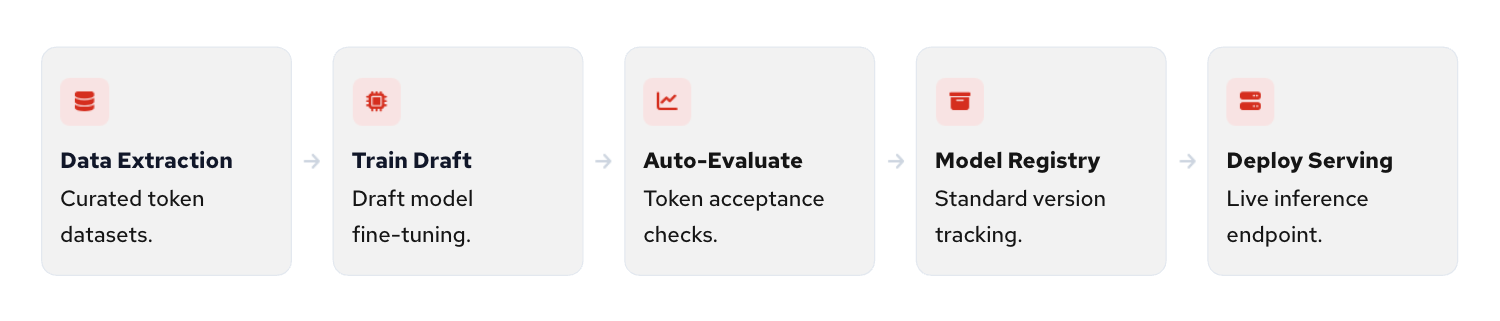 Data Extraction
Curated token
datasets.
Train Draft
Draft model
fine-tuning.
Auto-Evaluate
Token acceptance
checks.
Model Registry
Standard version
tracking.
Deploy Serving
Live inference
endpoint.